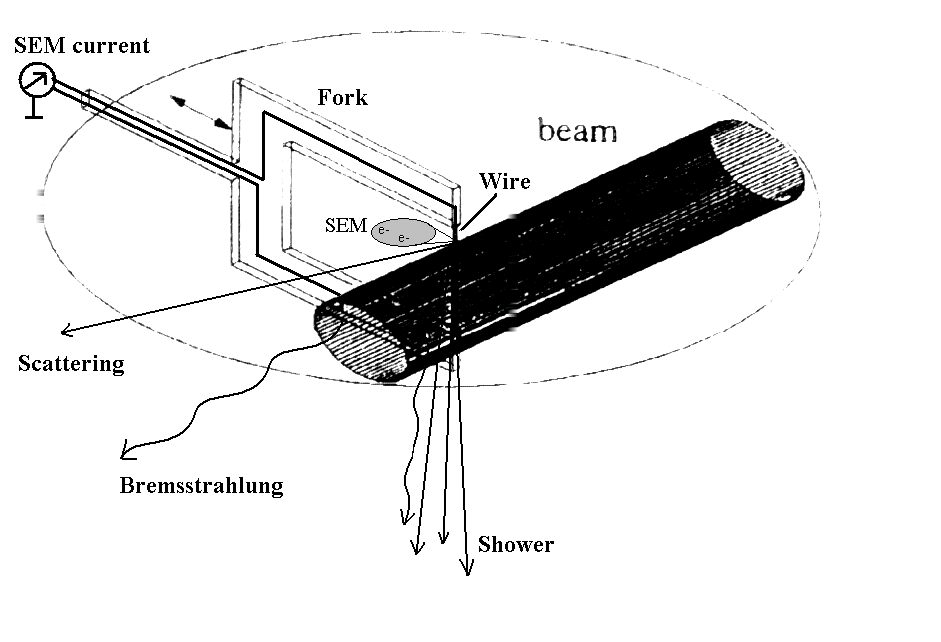 SEM current
Fork
beam
Wire
SEM
e-
e-
Scattering
Bremsstrahlung
Shower